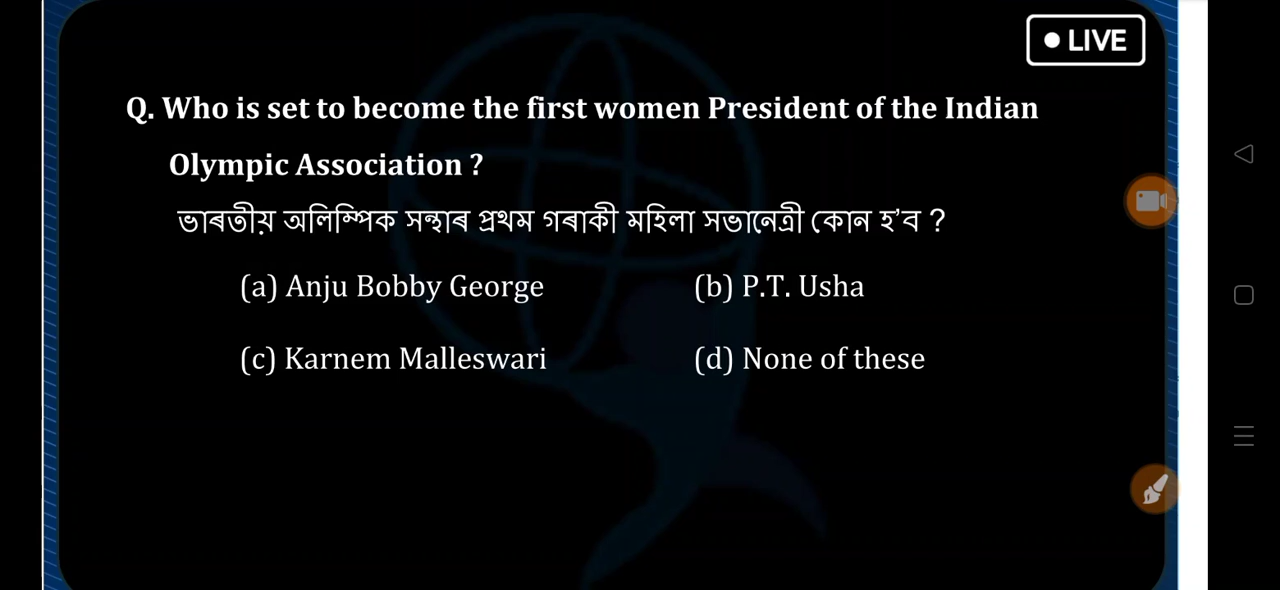 LIVE
Q. Who is set to become the first women President of the Indian
Olympic Association ?
ভাৰতীয় অলিম্পিক সন্থাৰ প্ৰথম গৰাকী মহিলা সভানেত্ৰী কোন হ’ব ?
(a) Anju Bobby George (b) P.T. Usha
(c) Karnem Malleswari (d) None of these